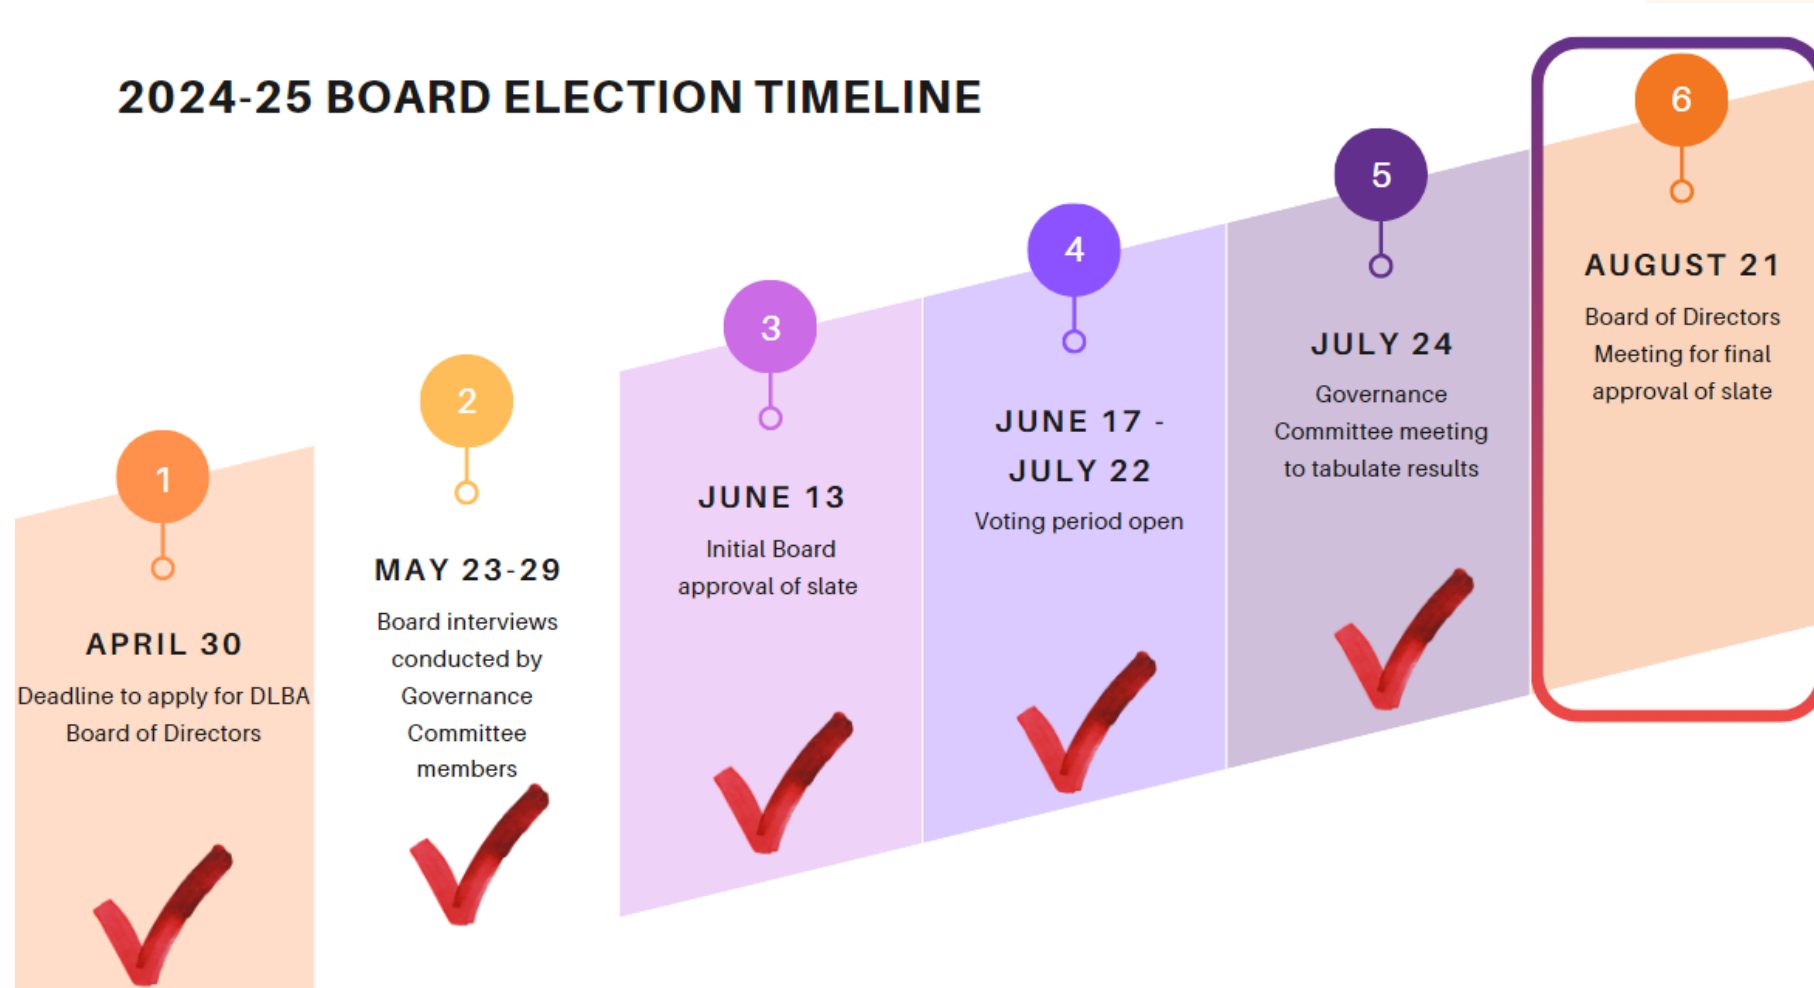 2024-25 BOARD ELECTION TIMELINE
1
APRIL 30
Deadline to apply for DLBA
Board of Directors
2
MAY 23-29
Board interviews
conducted by
Governance
Committee
members
3
JUNE 13
Initial Board
approval of slate
4
JUNE 17 -
JULY 22
Voting period open
5
JULY 24
Governance
Committee meeting
to tabulate results
6
AUGUST 21
Board of Directors
Meeting for final
approval of slate